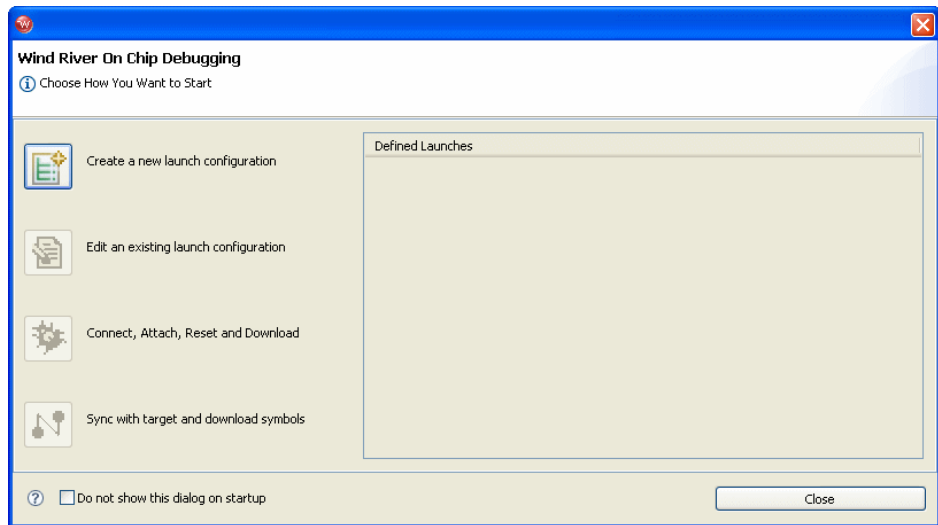 Wind River On Chip Debugging
Choose How You Want to Start
Create a new launch configuration
Edit an existing launch configuration
Connect, Attach, Reset and Download
Sync with target and download symbols
Defined Launches
Do not show this dialog on startup
Close